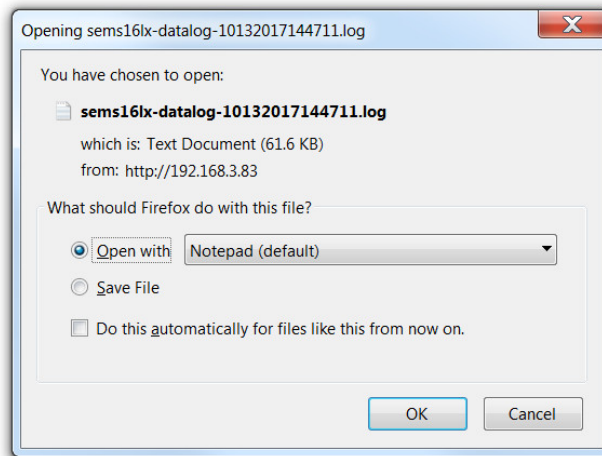 Opening sems16lx-datalog-10132017144711.log
You have chosen to open:
sems16lx-datalog-10132017144711.log
which is: Text Document (61.6 KB)
from: http://192.168.3.83
What should Firefox do with this file?
Open with Notepad (default)
Save File
Do this automatically for files like this from now on.
OK Cancel